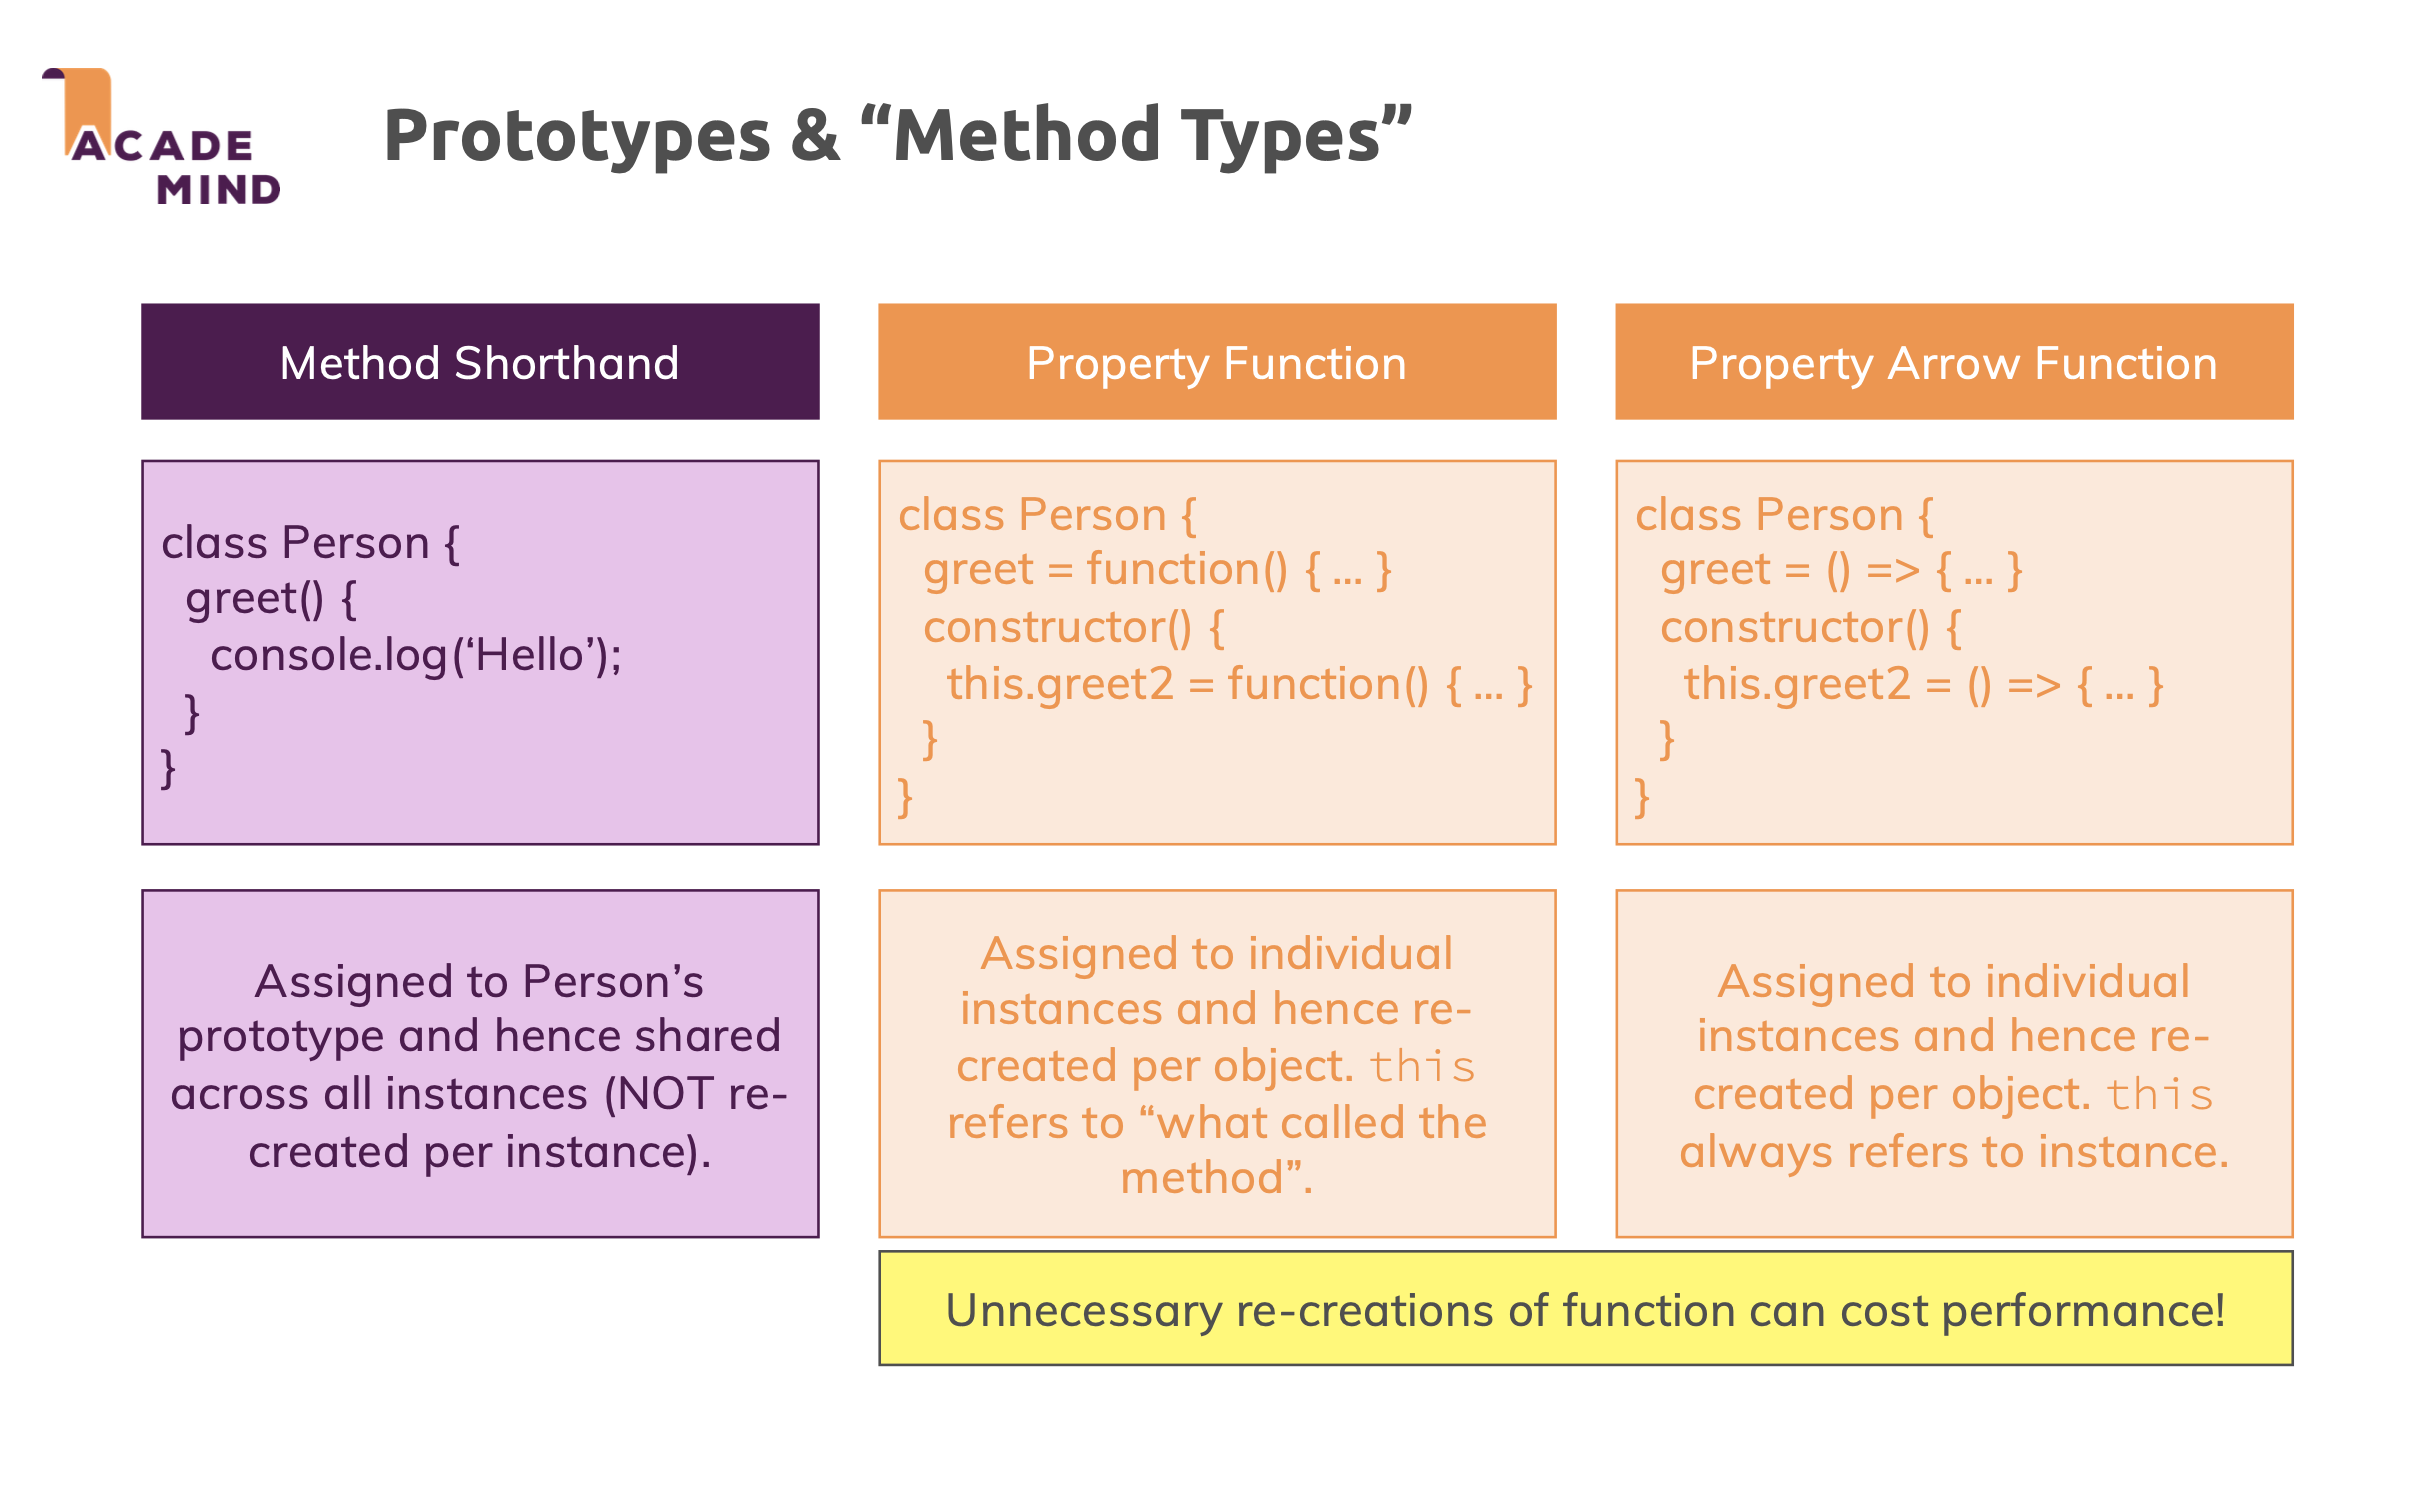 ACADE
MIND
Prototypes & “Method Types”
Method Shorthand
class Person {
greet() {
console.log(‘Hello’);
}
}
Assigned to Person’s
prototype and hence shared
across all instances (NOT re-
created per instance).
Property Function
class Person {
greet = function() { … }
constructor() {
this.greet2 = function() { … }
}
}
Assigned to individual
instances and hence re-
created per object. this
refers to “what called the
method”.
Property Arrow Function
class Person {
greet = () => { … }
constructor() {
this.greet2 = () => { … }
}
}
Assigned to individual
instances and hence re-
created per object. this
always refers to instance.
Unnecessary re-creations of function can cost performance!